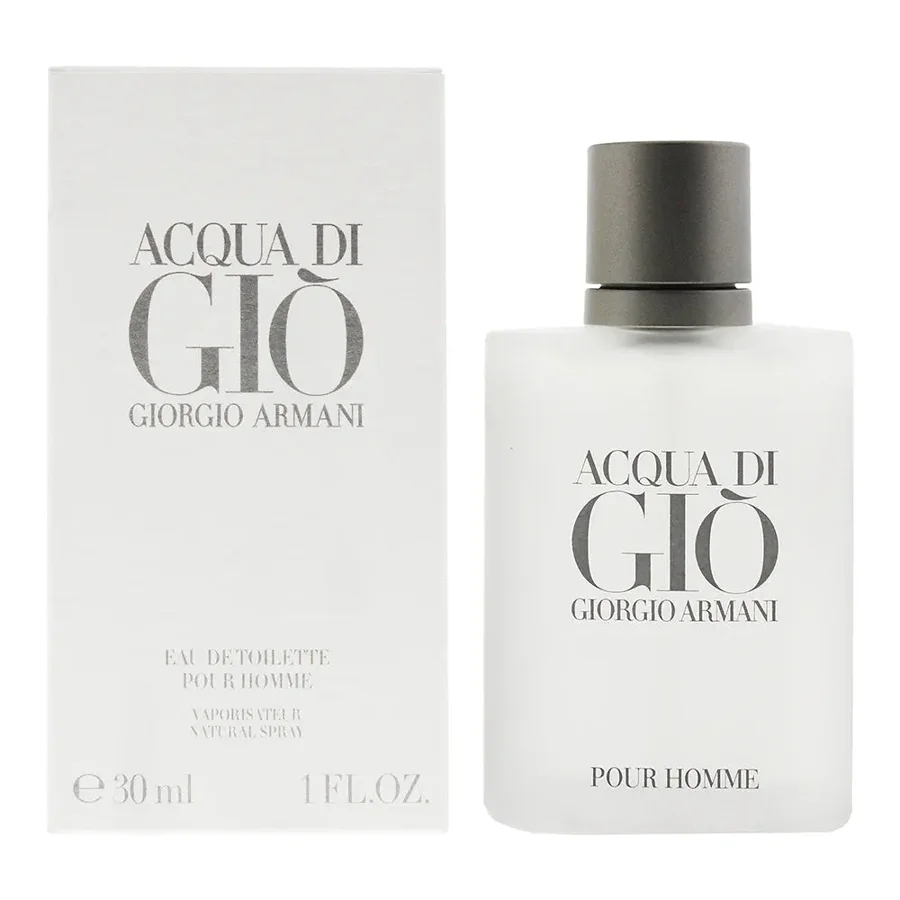 ACQUA DI
GIÒ
GIORGIO ARMANI
EAU DE TOILETTE
POUR HOMME
VAPORISATEUR
NATURAL SPRAY
℮ 30 ml 1 FL.OZ.
ACQUA DI
GIÒ
GIORGIO ARMANI
POUR HOMME